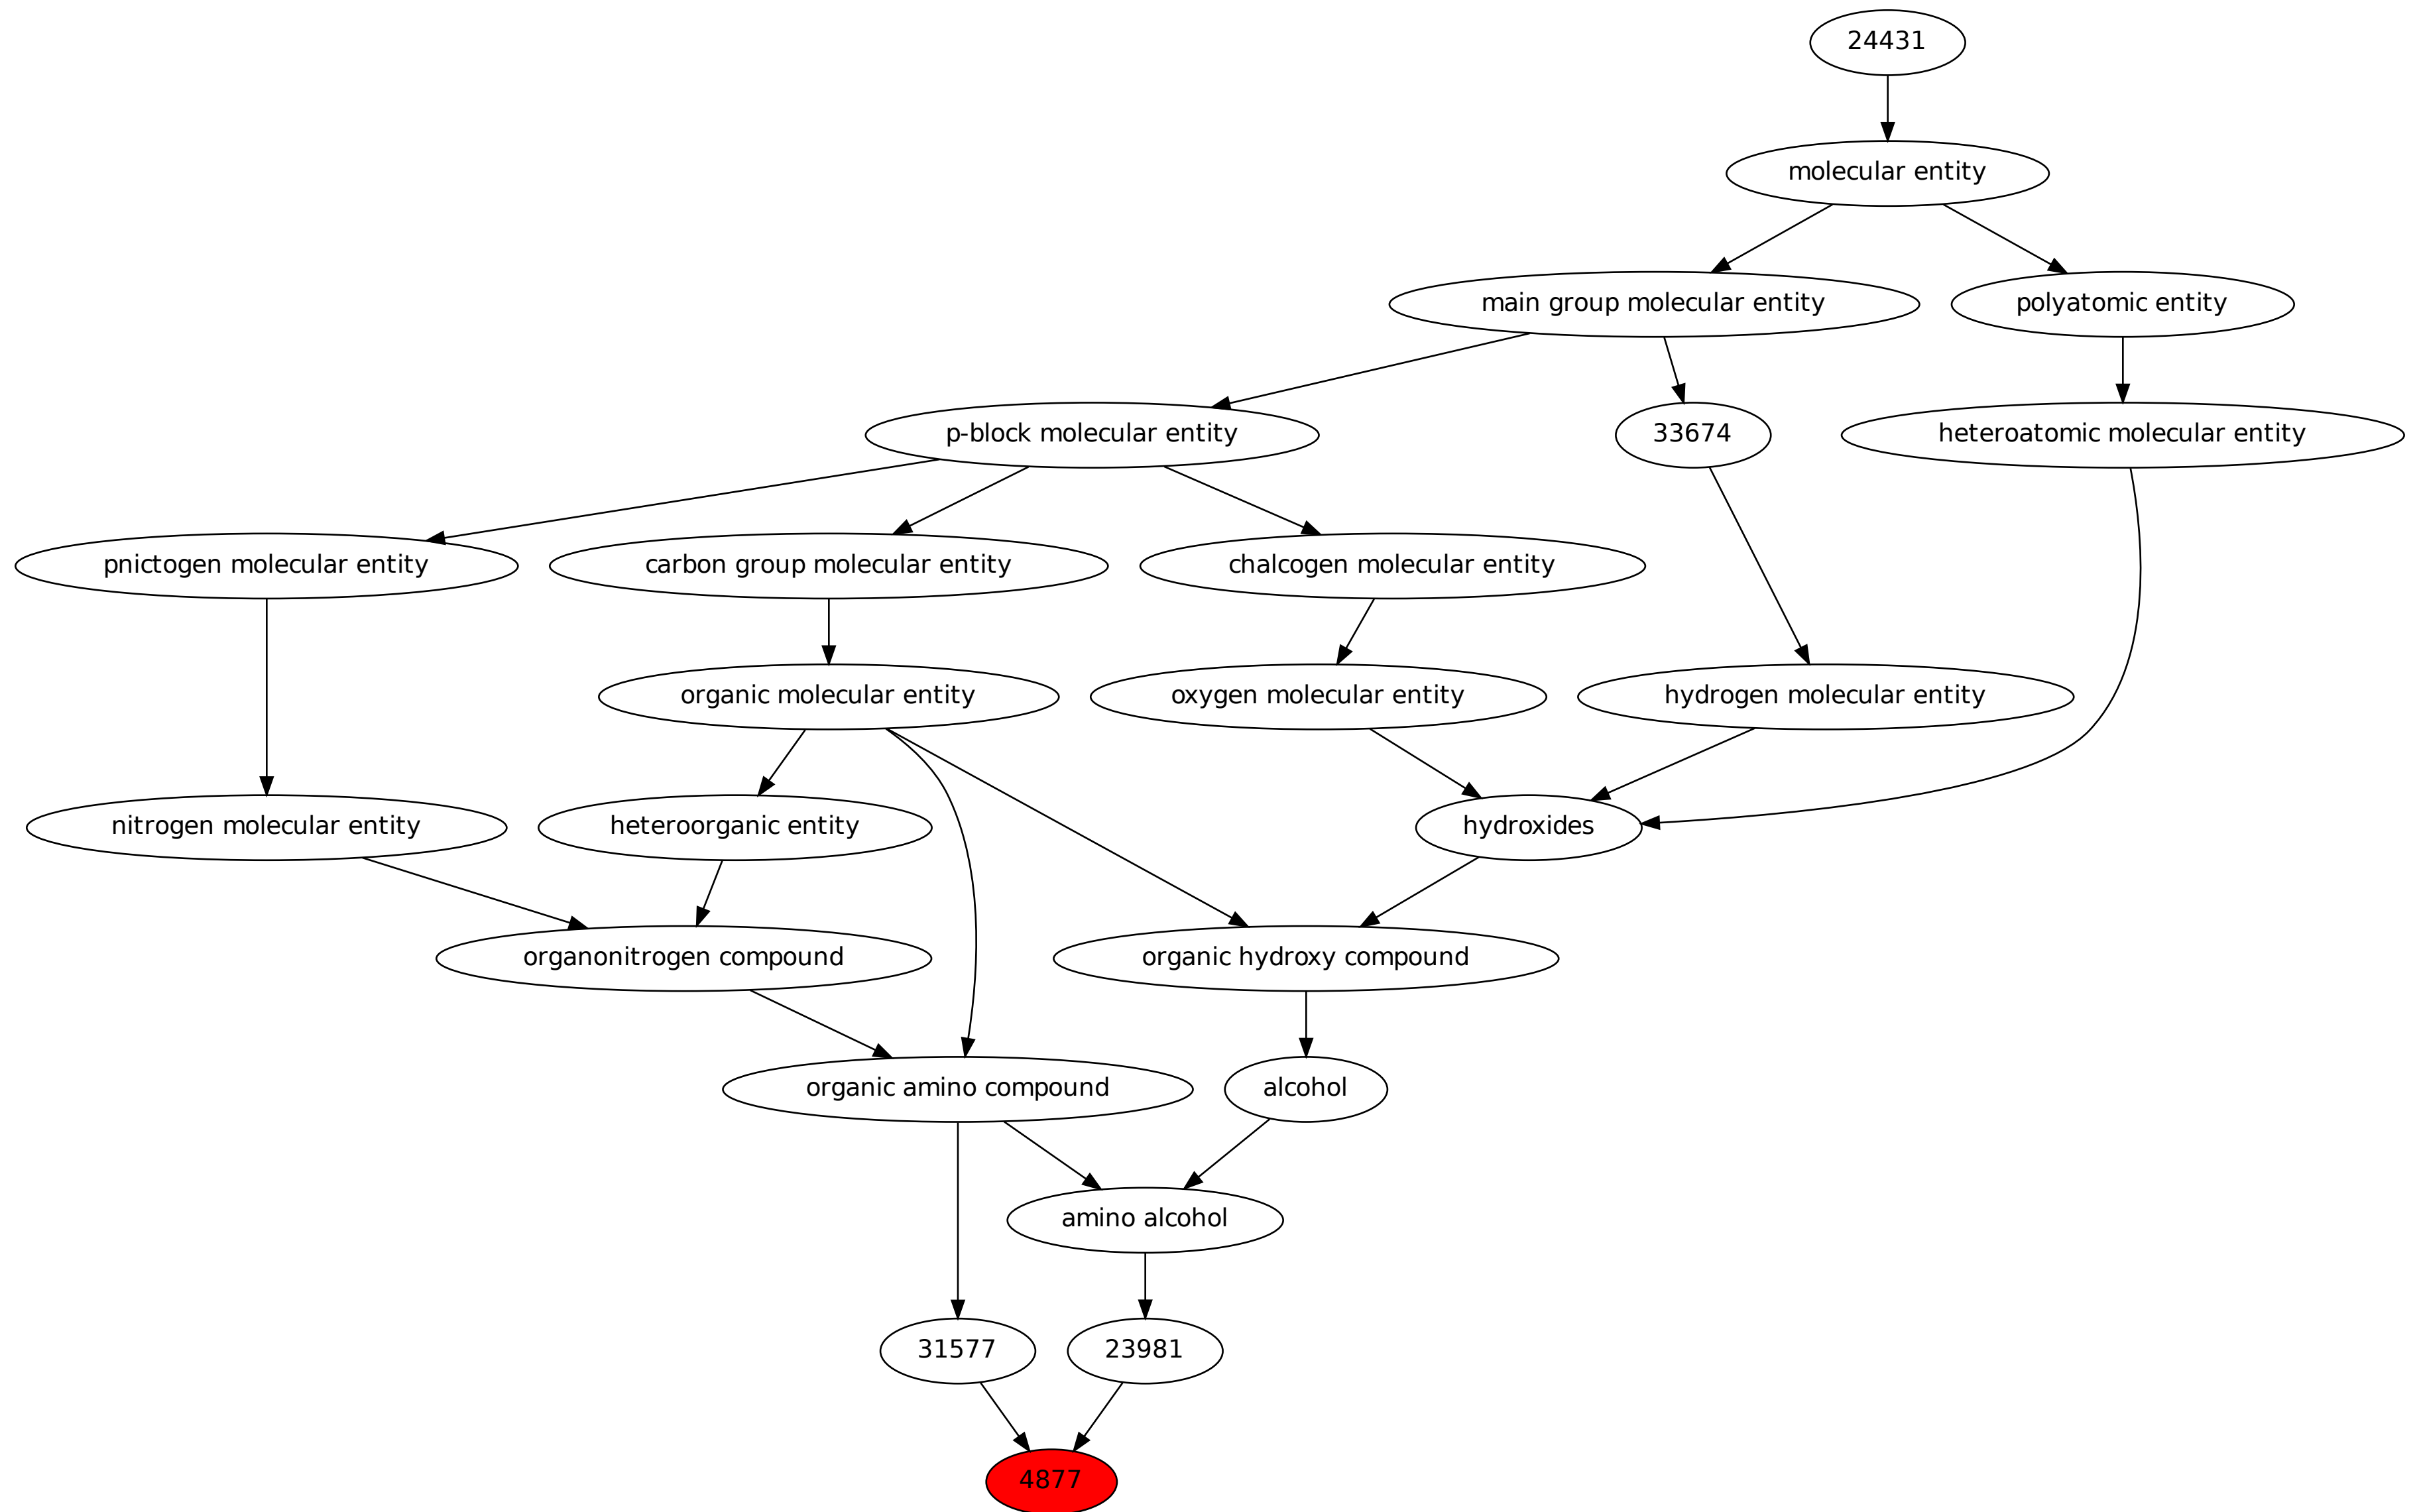 24431
molecular entity
main group molecular entity
polyatomic entity
p-block molecular entity
33674
heteroatomic molecular entity
pnictogen molecular entity
carbon group molecular entity
chalcogen molecular entity
organic molecular entity
oxygen molecular entity
hydrogen molecular entity
nitrogen molecular entity
heteroorganic entity
hydroxides
organonitrogen compound
organic hydroxy compound
organic amino compound
alcohol
amino alcohol
31577
23981
4877